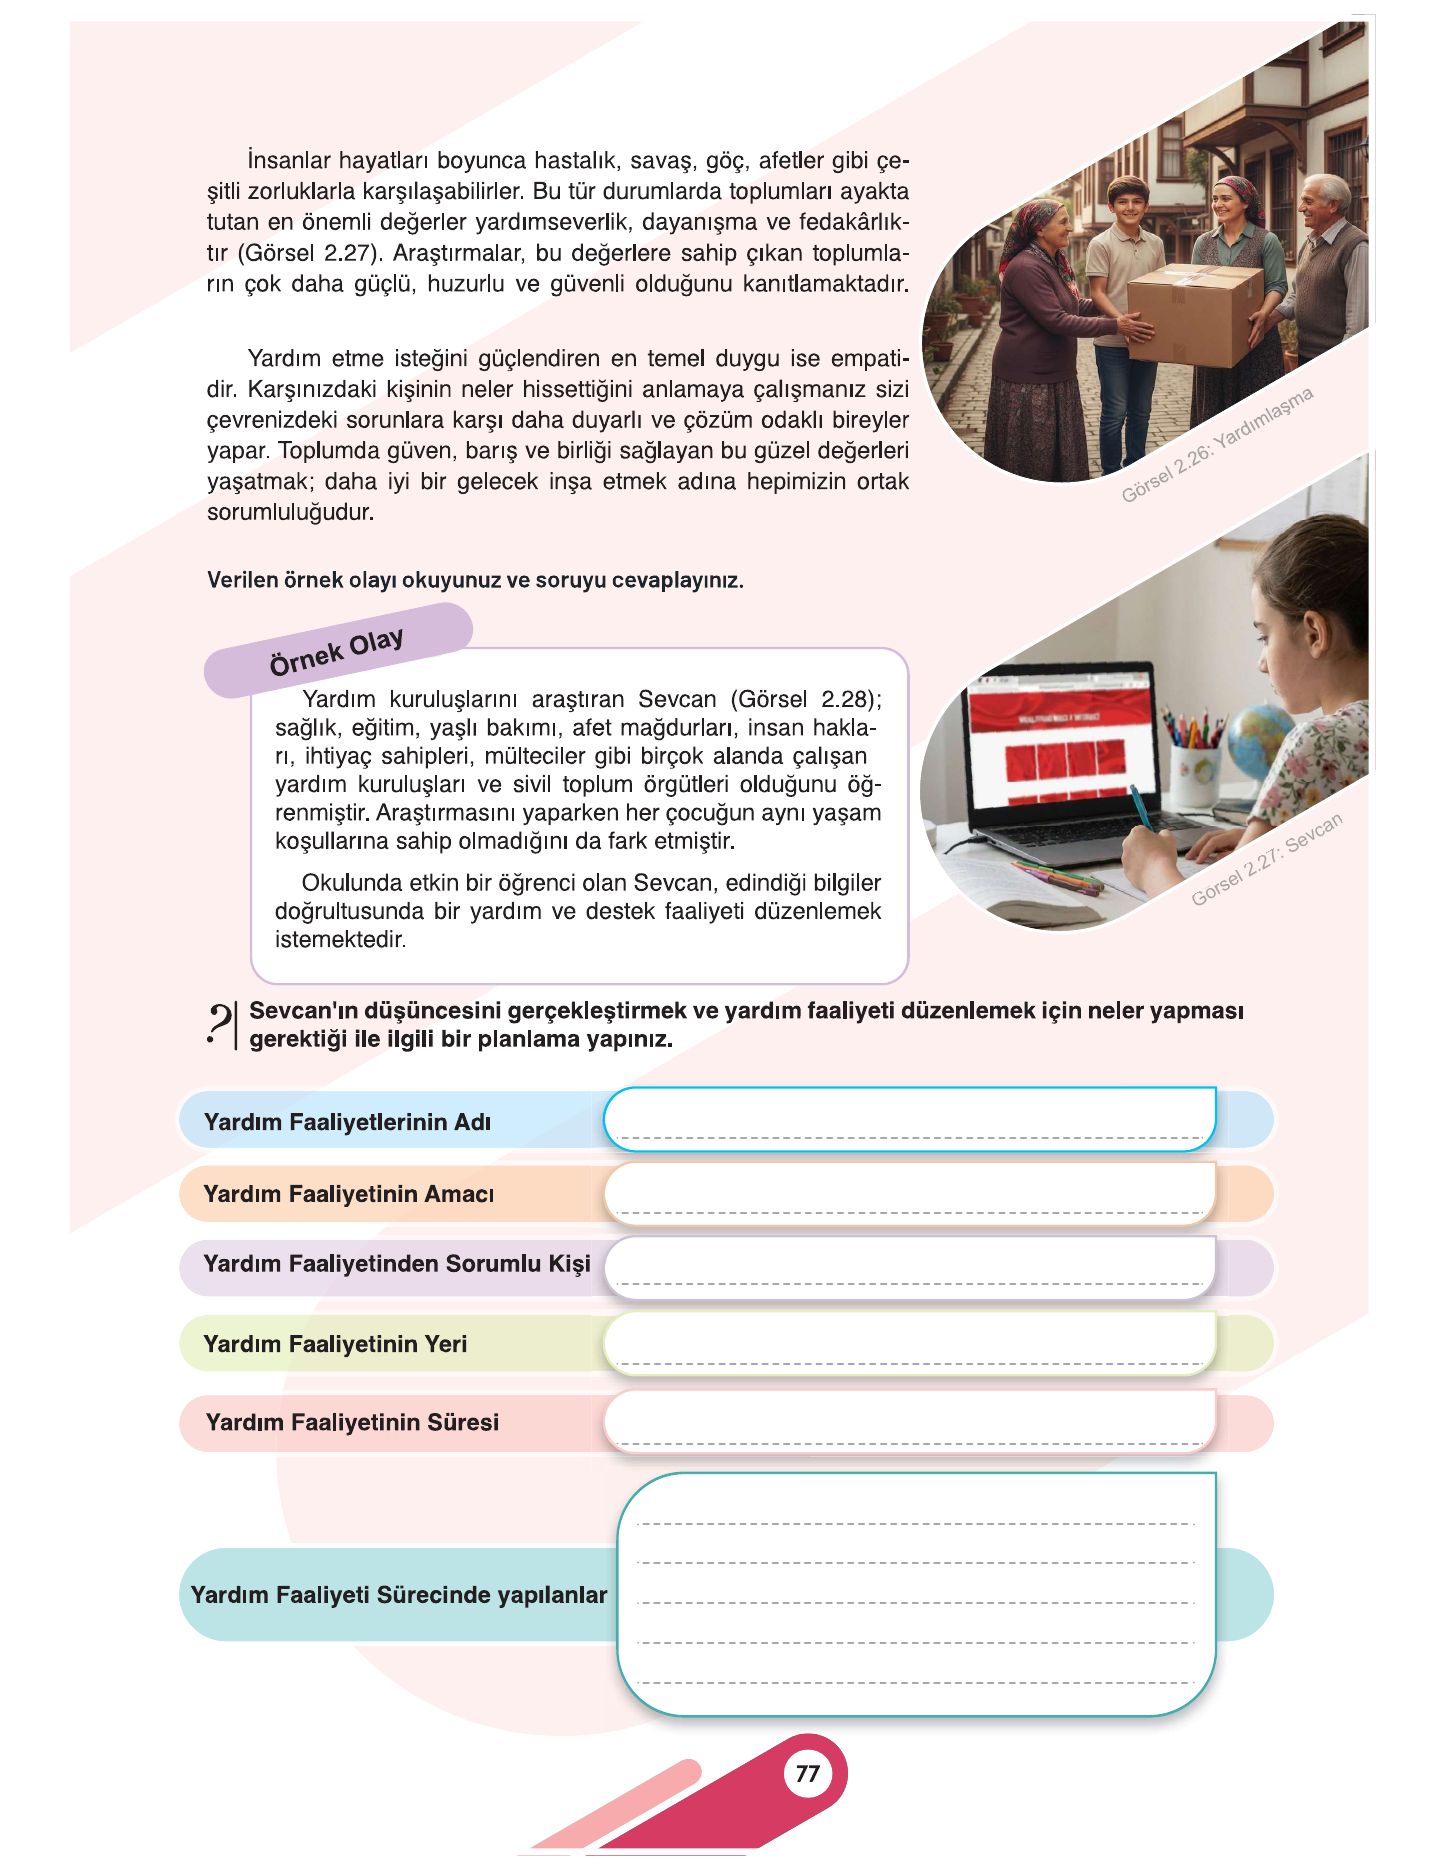 İnsanlar hayatları boyunca hastalık, savaş, göç, afetler gibi çe-
şitli zorluklarla karşılaşabilirler. Bu tür durumlarda toplumları ayakta
tutan en önemli değerler yardımseverlik, dayanışma ve fedakârlık-
tır (Görsel 2.27). Araştırmalar, bu değerlere sahip çıkan toplumla-
rın çok daha güçlü, huzurlu ve güvenli olduğunu kanıtlamaktadır.
Yardım etme isteğini güçlendiren en temel duygu ise empati-
dir. Karşınızdaki kişinin neler hissettiğini anlamaya çalışmanız sizi
çevrenizdeki sorunlara karşı daha duyarlı ve çözüm odaklı bireyler
yapar. Toplumda güven, barış ve birliği sağlayan bu güzel değerleri
yaşatmak; daha iyi bir gelecek inşa etmek adına hepimizin ortak
sorumluluğudur.
Görsel 2.26: Yardımlaşma
Verilen örnek olayı okuyunuz ve soruyu cevaplayınız.
Örnek Olay
Yardım kuruluşlarını araştıran Sevcan (Görsel 2.28);
sağlık, eğitim, yaşlı bakımı, afet mağdurları, insan hakla-
rı, ihtiyaç sahipleri, mülteciler gibi birçok alanda çalışan
yardım kuruluşları ve sivil toplum örgütleri olduğunu öğ-
renmiştir. Araştırmasını yaparken her çocuğun aynı yaşam
koşullarına sahip olmadığını da fark etmiştir.
Okulunda etkin bir öğrenci olan Sevcan, edindiği bilgiler
doğrultusunda bir yardım ve destek faaliyeti düzenlemek
istemektedir.
Görsel 2.27: Sevcan
?
Sevcan'ın düşüncesini gerçekleştirmek ve yardım faaliyeti düzenlemek için neler yapması
gerektiği ile ilgili bir planlama yapınız.
Yardım Faaliyetlerinin Adı
Yardım Faaliyetinin Amacı
Yardım Faaliyetinden Sorumlu Kişi
Yardım Faaliyetinin Yeri
Yardım Faaliyetinin Süresi
Yardım Faaliyeti Sürecinde yapılanlar
77